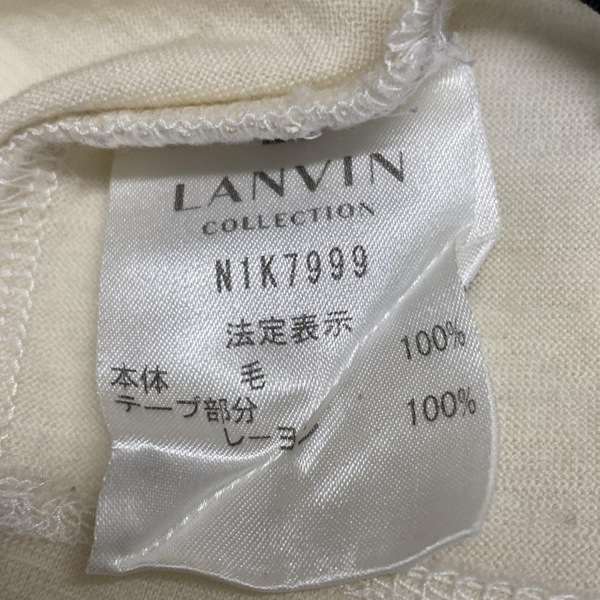 LANVIN
COLLECTION
N1K7999
法定表示
本体 毛 100%
テープ部分
レーヨン 100%